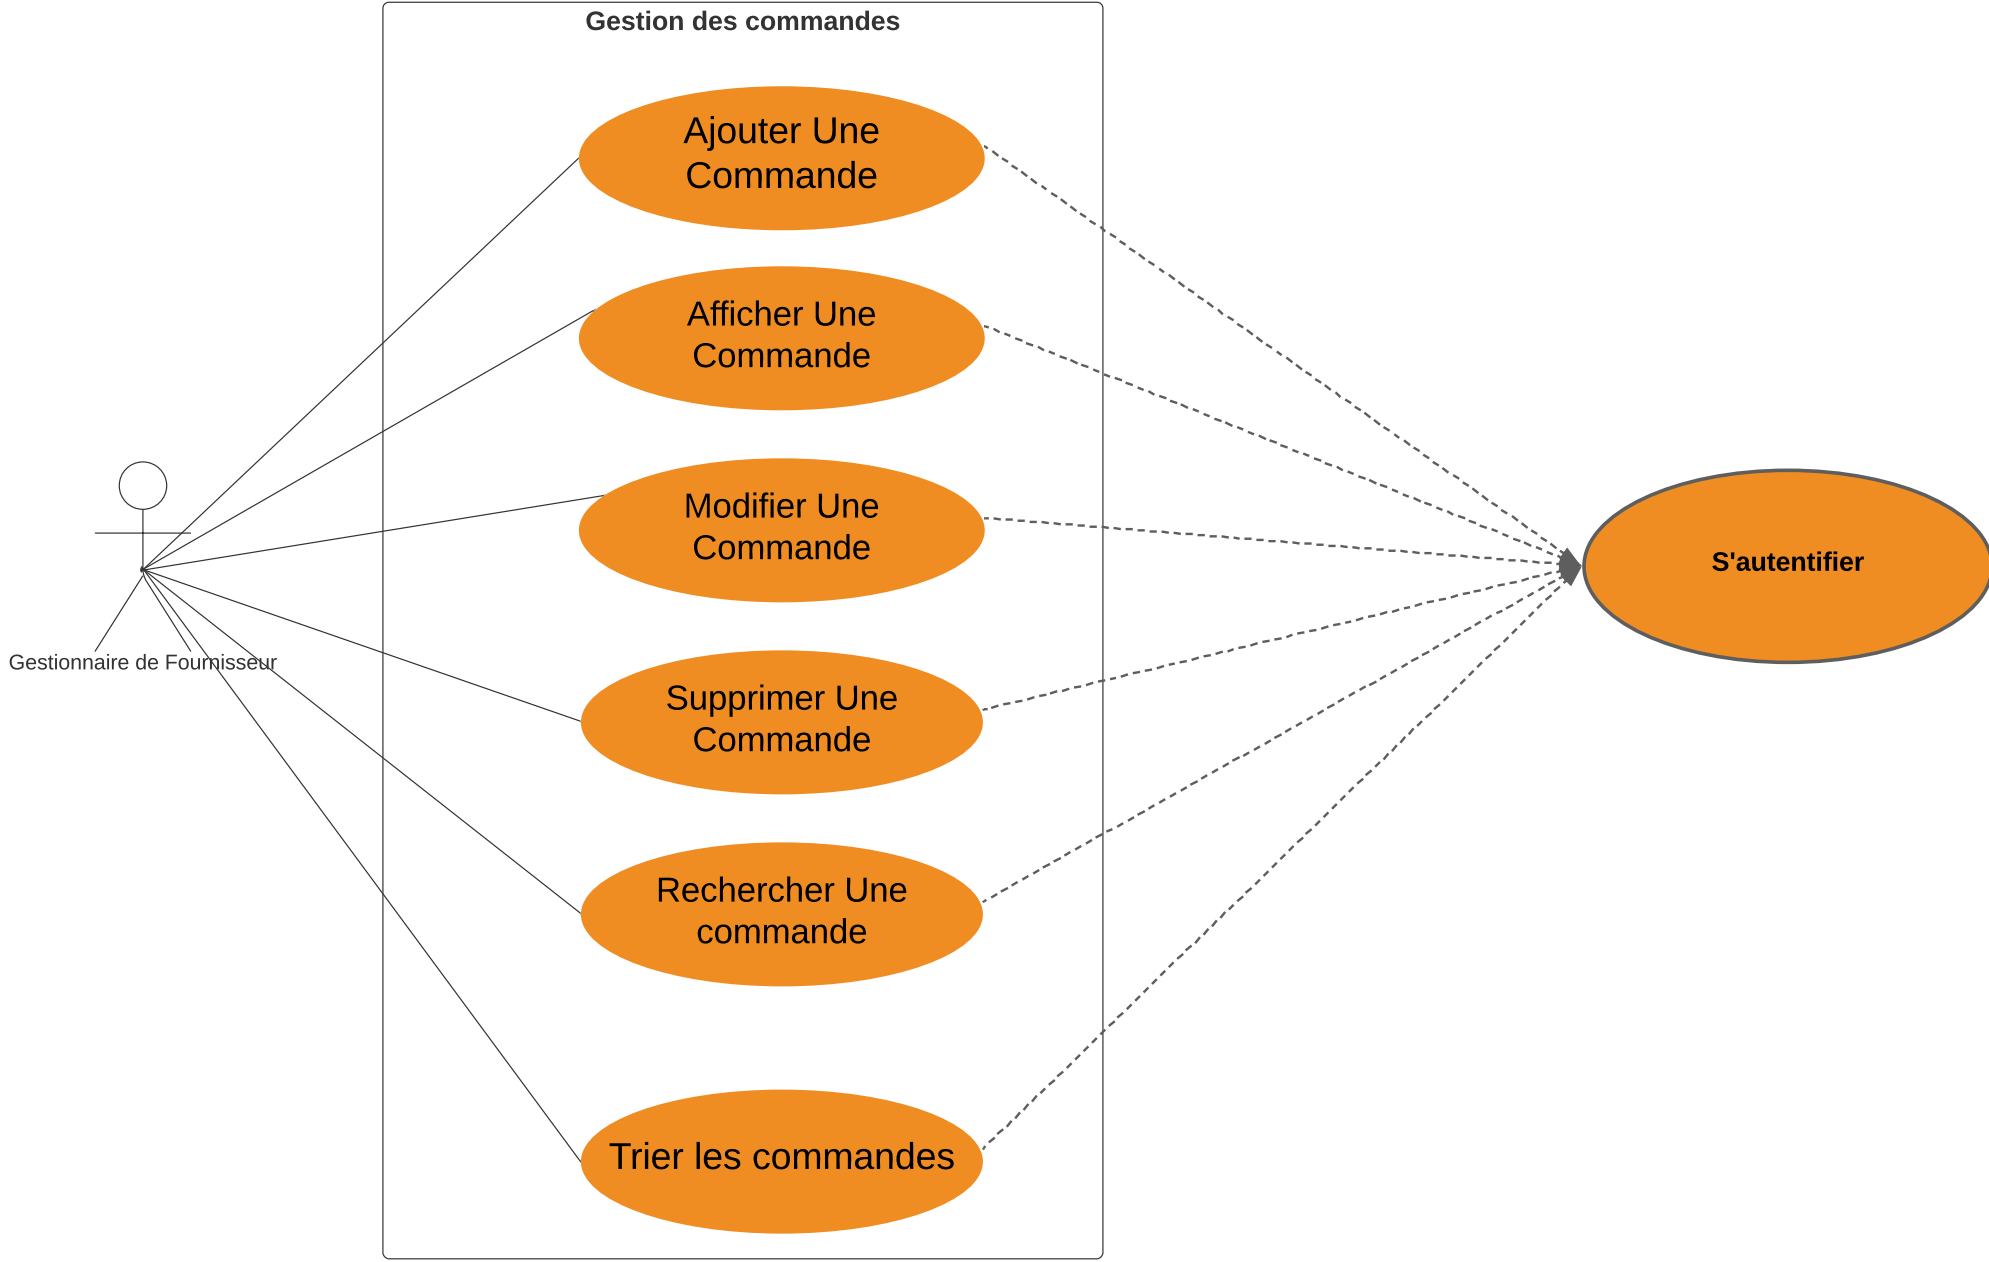 Gestion des commandes
Ajouter Une
Commande
Afficher Une
Commande
Modifier Une
Commande
S'autentifier
Gestionnaire de Fournisseur
Supprimer Une
Commande
Rechercher Une
commande
Trier les commandes